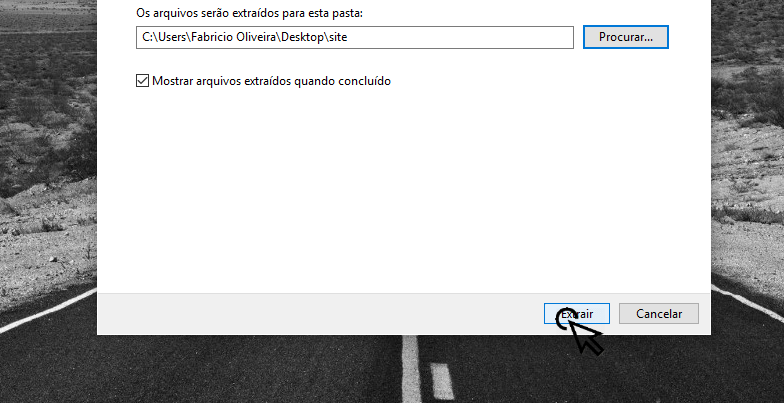 Os arquivos serão extraídos para esta pasta:
C:\Users\Fabricio Oliveira\Desktop\site
Procurar...
Mostrar arquivos extraídos quando concluído
Extrair
Cancelar